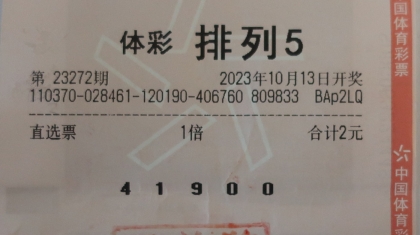 体彩 排列5
第 23272期 2023年10月13日开奖
110370-028461-120190-406760 809833 BAp2LQ
直选票 1倍 合计2元
4 1 9 0 0
国体育彩票
中国体育彩